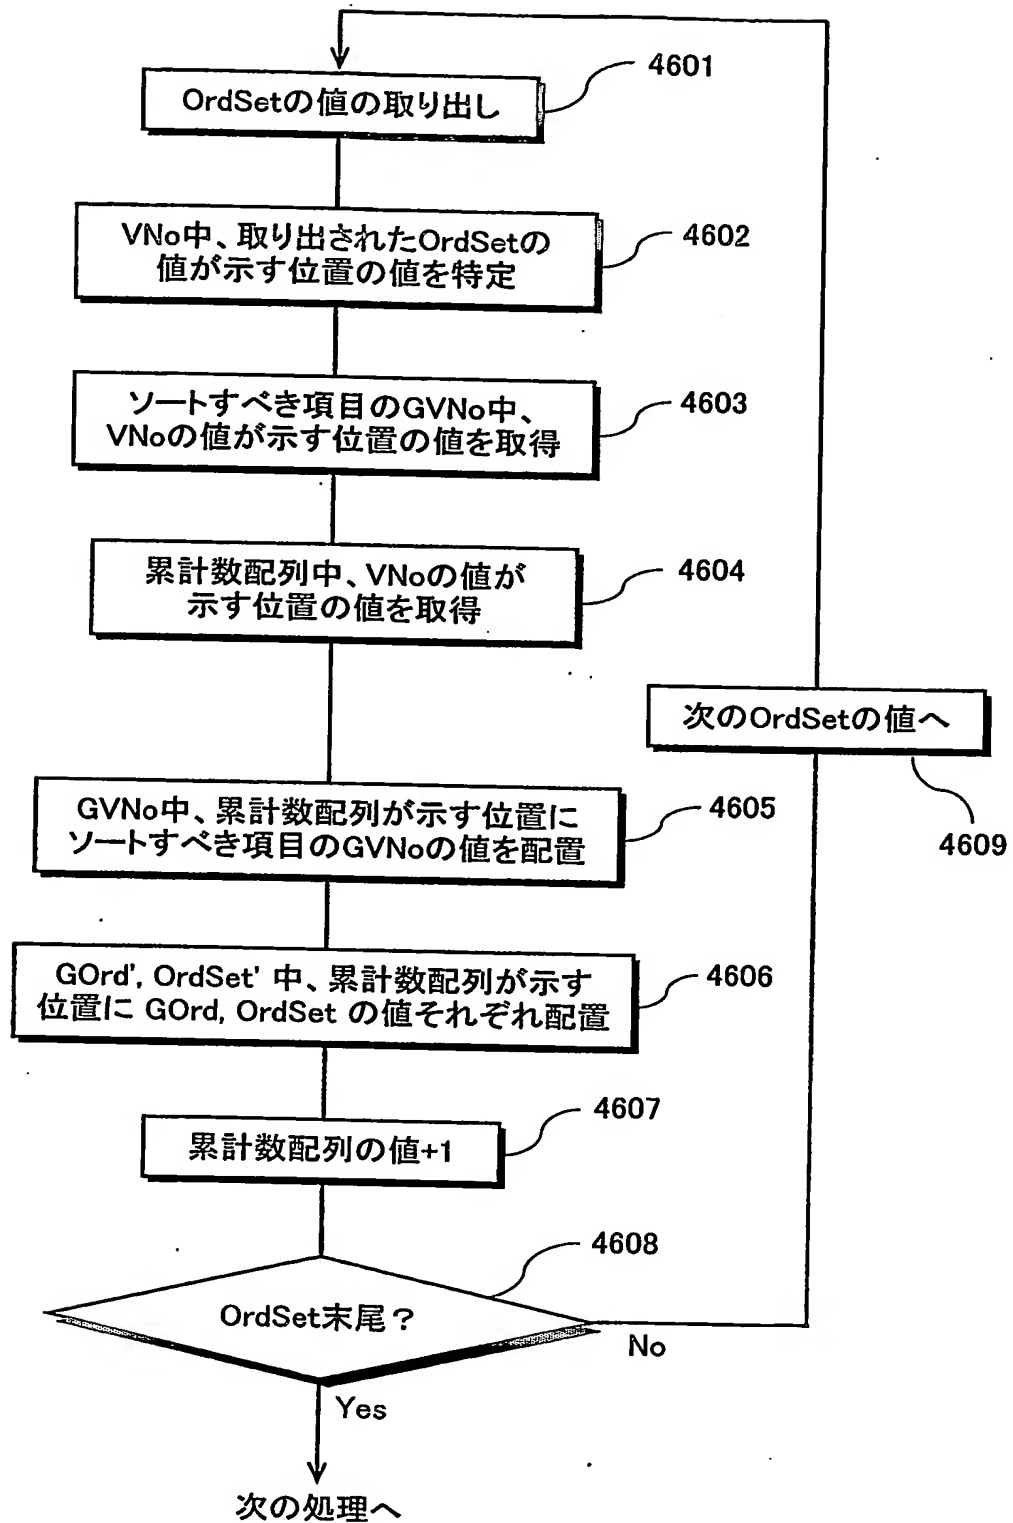 OrdSetの値の取り出し
4601
VNo中、取り出されたOrdSetの
値が示す位置の値を特定
4602
ソートすべき項目のGVNo中、
VNoの値が示す位置の値を取得
4603
累計数配列中、VNoの値が
示す位置の値を取得
4604
次のOrdSetの値へ
4609
GVNo中、累計数配列が示す位置に
ソートすべき項目のGVNoの値を配置
4605
GOrd', OrdSet' 中、累計数配列が示す
位置に GOrd, OrdSet の値それぞれ配置
4606
累計数配列の値+1
4607
OrdSet末尾？
4608
No
Yes
次の処理へ